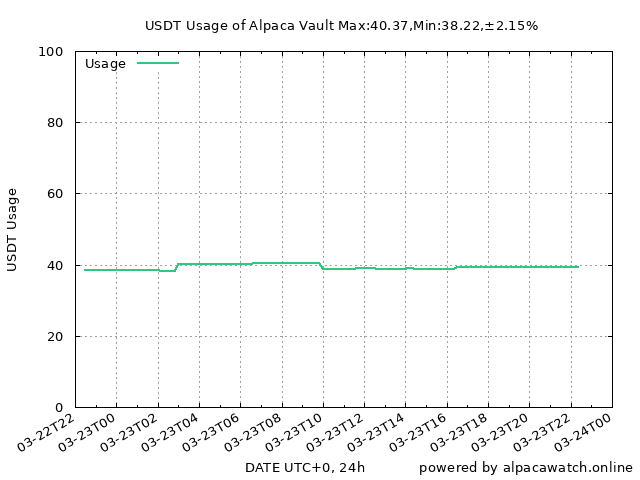 USDT Usage of Alpaca Vault Max:40.37,Min:38.22,±2.15%
Usage
100
80
60
40
20
0
USDT Usage
03-22T22
03-23T00
03-23T02
03-23T04
03-23T06
03-23T08
03-23T10
03-23T12
03-23T14
03-23T16
03-23T18
03-23T20
03-23T22
03-24T00
DATE UTC+0, 24h
powered by alpacawatch.online